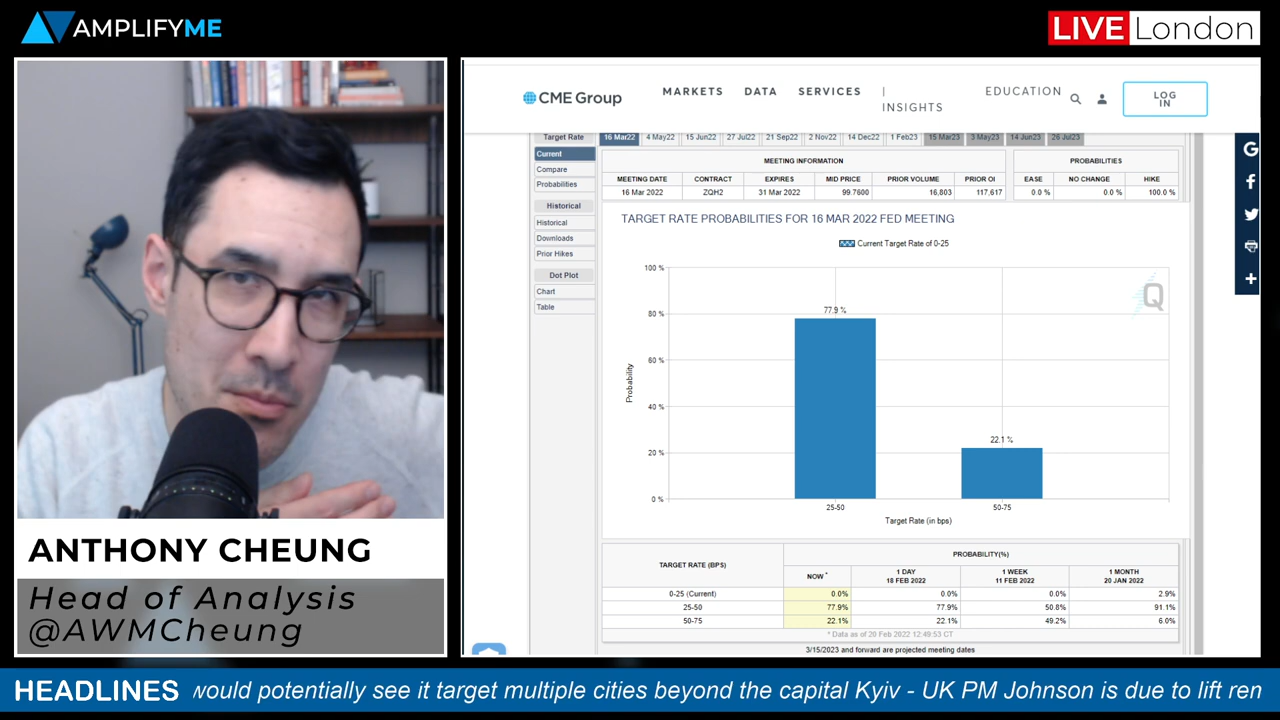 AMPLIFYME
LIVE London
CME Group
MARKETS DATA SERVICES | INSIGHTS EDUCATION
LOG IN
Target Rate
16 Mar22 4 May22 15 Jun22 27 Jul22 21 Sep22 2 Nov22 14 Dec22 1 Feb23 15 Mar23 3 May23 14 Jun23 26 Jul23
Current
Compare
Probabilities
Historical
Historical
Downloads
Prior Hikes
Dot Plot
Chart
Table
MEETING INFORMATION
MEETING DATE CONTRACT EXPIRES MID PRICE PRIOR VOLUME PRIOR OI
16 Mar 2022 ZQH2 31 Mar 2022 99.7600 16,803 117,617
PROBABILITIES
EASE NO CHANGE HIKE
0.0 % 0.0 % 100.0 %
TARGET RATE PROBABILITIES FOR 16 MAR 2022 FED MEETING
Current Target Rate of 0-25
Q
Probability
100 %
80 %
60 %
40 %
20 %
0 %
77.9 %
22.1 %
25-50 50-75
Target Rate (in bps)
TARGET RATE (BPS) PROBABILITY(%)
NOW * 1 DAY 18 FEB 2022 1 WEEK 11 FEB 2022 1 MONTH 20 JAN 2022
0-25 (Current) 0.0% 0.0% 0.0% 2.9%
25-50 77.9% 77.9% 50.8% 91.1%
50-75 22.1% 22.1% 49.2% 6.0%
* Data as of 20 Feb 2022 12:49:53 CT
3/15/2023 and forward are projected meeting dates
G
f
ANTHONY CHEUNG
Head of Analysis
@AWMCheung
HEADLINES would potentially see it target multiple cities beyond the capital Kyiv - UK PM Johnson is due to lift ren